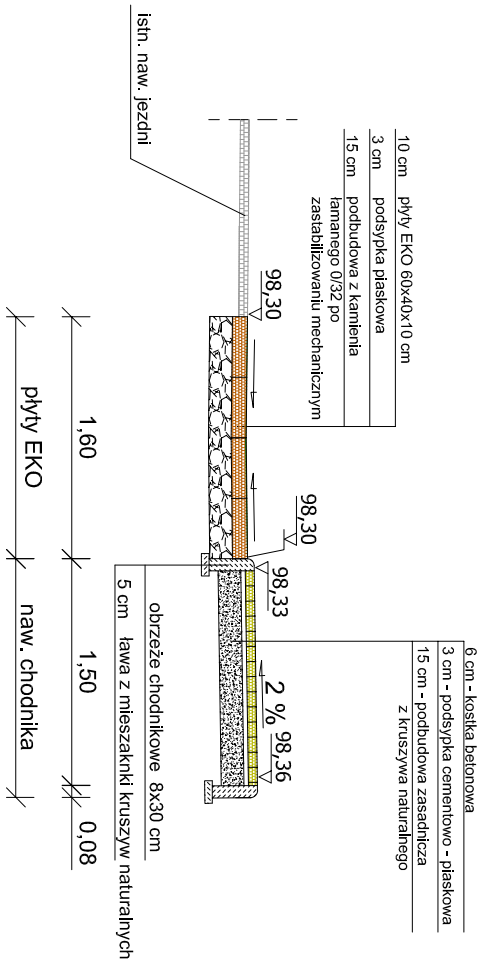 6 cm - kostka betonowa
3 cm - podsypka cementowo - piaskowa
15 cm - podbudowa zasadnicza
z kruszywa naturalnego
10 cm płyty EKO 60x40x10 cm
3 cm podsypka piaskowa
15 cm podbudowa z kamienia
łamanego 0/32 po
zastabilizowaniu mechanicznym
98,30
98,30
98,33
2 %
98,36
istn. naw. jezdni
obrzeże chodnikowe 8x30 cm
5 cm ława z mieszaknki kruszyw naturalnych
1,60
1,50
0,08
płyty EKO
naw. chodnika